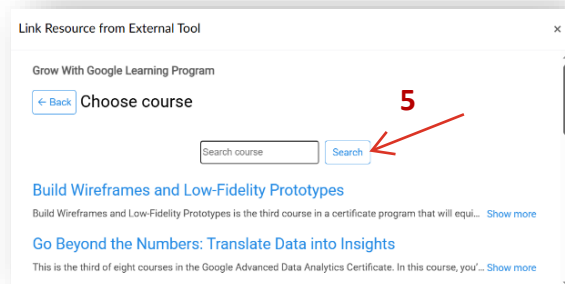 Link Resource from External Tool ×
Grow With Google Learning Program
← Back Choose course
5
Search course Search
Build Wireframes and Low-Fidelity Prototypes
Build Wireframes and Low-Fidelity Prototypes is the third course in a certificate program that will equi... Show more
Go Beyond the Numbers: Translate Data into Insights
This is the third of eight courses in the Google Advanced Data Analytics Certificate. In this course, you'... Show more